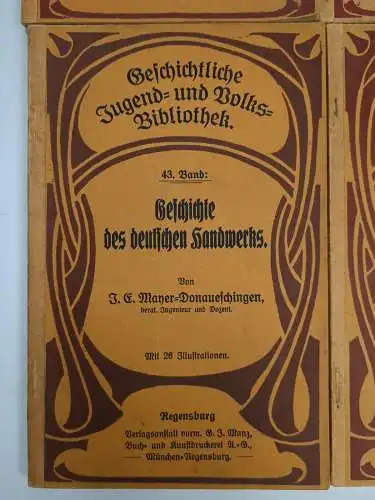 Geschichtliche
Jugend= und Volks=
Bibliothek.
43. Band:
Geschichte
des deutschen Handwerks.
Von
J. E. Mayer=Donaueschingen,
berat. Ingenieur und Dozent.
Mit 26 Illustrationen.
Regensburg
Verlagsanstalt vorm. G. J. Manz,
Buch= und Kunstdruckerei A.=G.,
München=Regensburg.